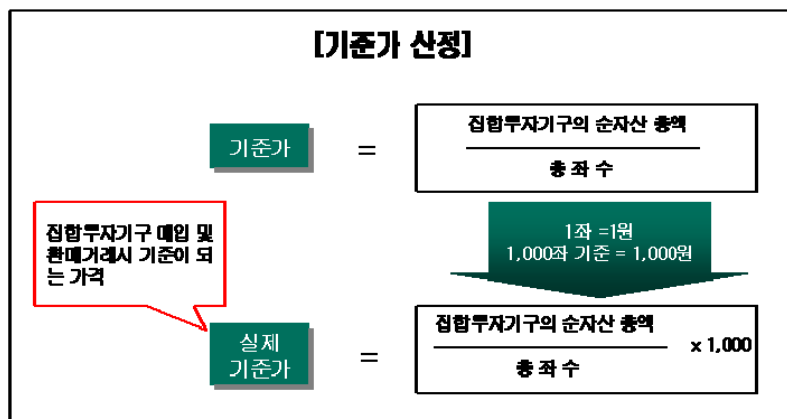 [기준가 산정]
기준가
=
집합투자기구의 순자산 총액
총 좌 수
1좌 =1원
1,000좌 기준 = 1,000원
집합투자기구 매입 및
환매거래시 기준이 되
는 가격
실제
기준가
=
집합투자기구의 순자산 총액
총 좌 수
x 1,000